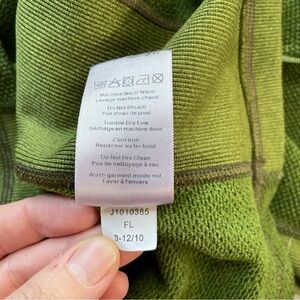 Machine Wash Warm
Lavage machine, chaud
Do Not Bleach
Pas d'eau de javel
Tumble Dry Low
Séchage en machine doux
Cool Iron
Repasser au fer froid
Do Not Dry Clean
Pas de nettoyage à sec
Wash garment inside out
Laver à l'envers
J1010385
FL
3-12/10